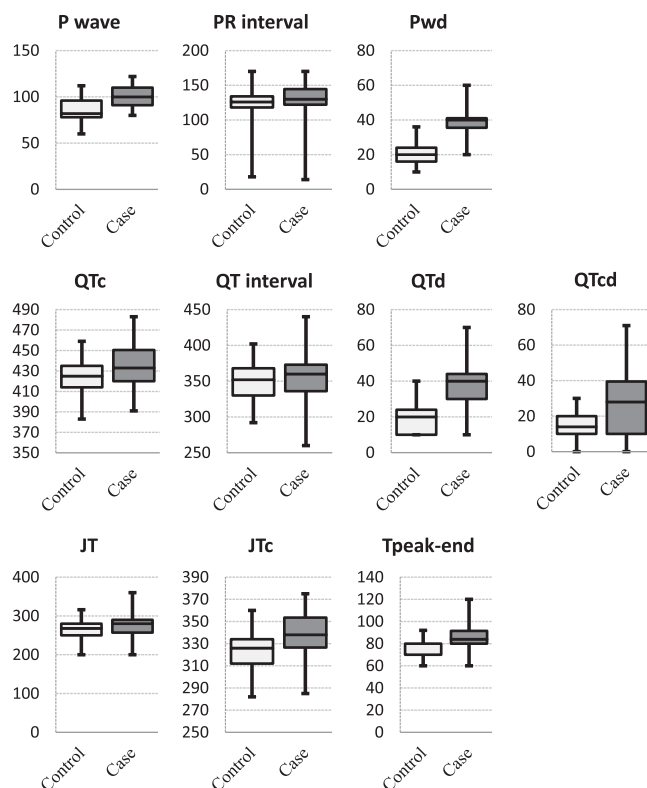 P wave
PR interval
Pwd
150
100
50
0
Control
Case
200
150
100
50
0
Control
Case
80
60
40
20
0
Control
Case
QTc
QT interval
QTd
QTcd
490
470
450
430
410
390
370
350
Control
Case
450
400
350
300
250
Control
Case
80
60
40
20
0
Control
Case
80
60
40
20
0
Control
Case
JT
JTc
Tpeak-end
400
300
200
100
0
Control
Case
390
370
350
330
310
290
270
250
Control
Case
140
120
100
80
60
40
20
0
Control
Case